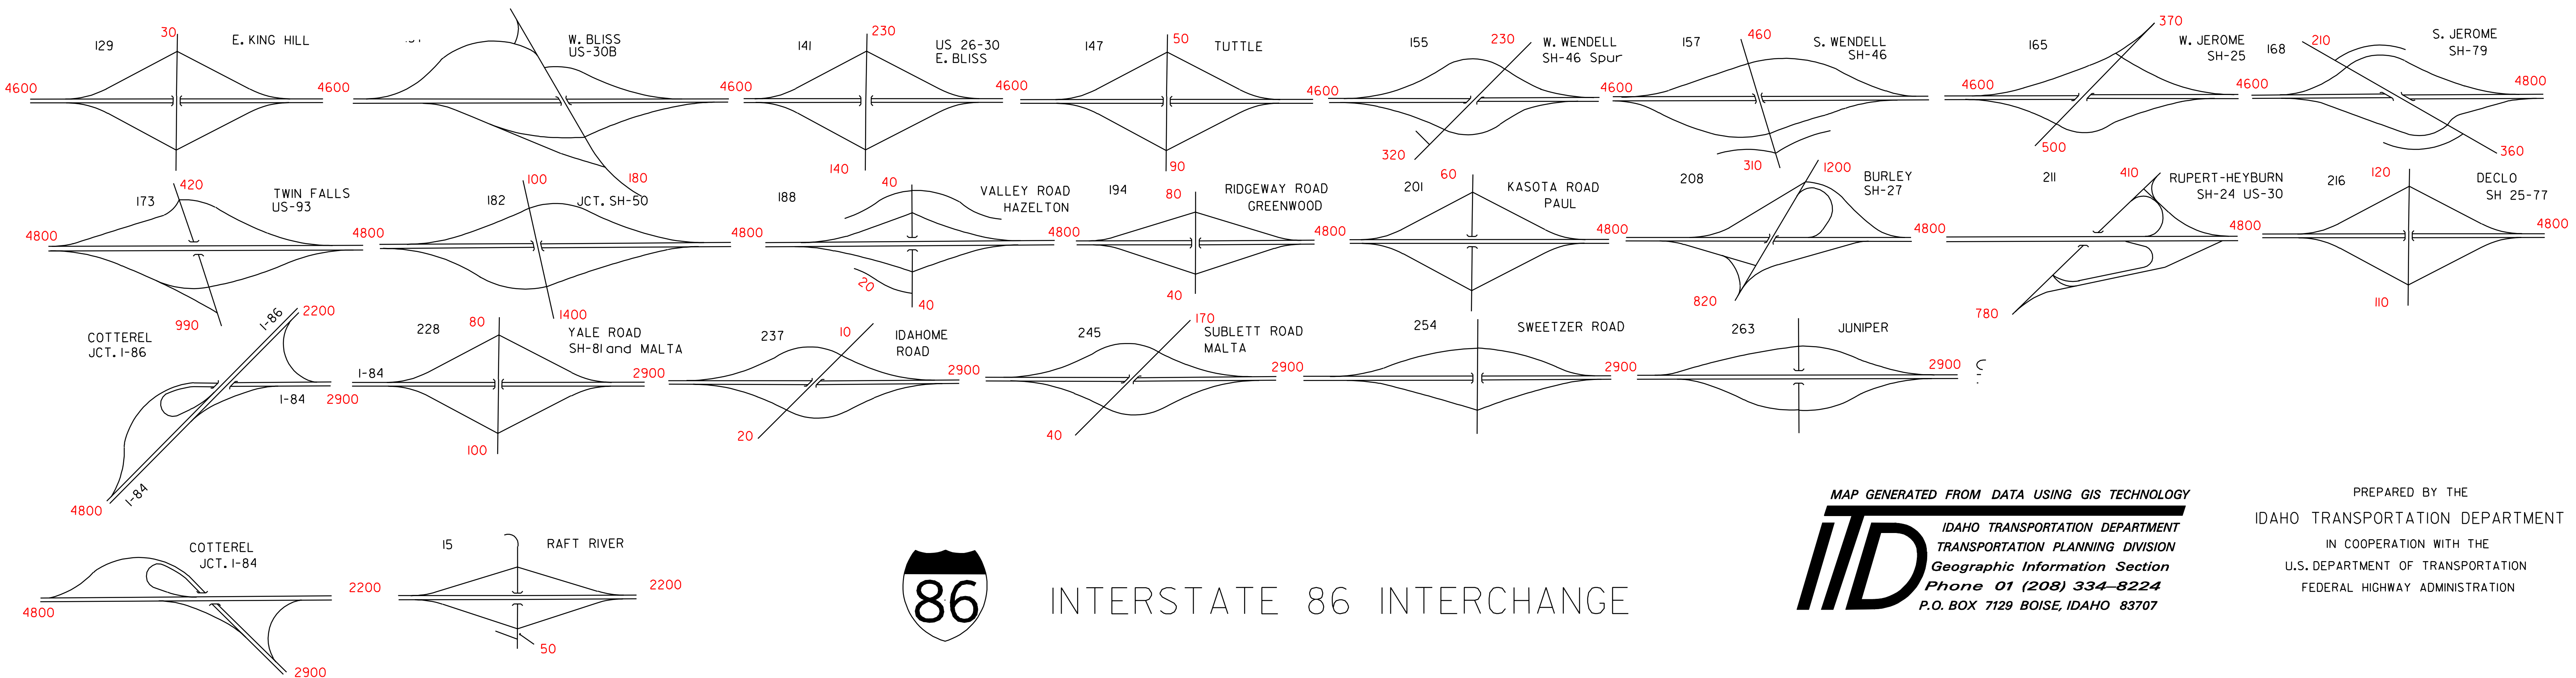 129
30
E. KING HILL
4600
4600
W. BLISS
US-30B
180
4600
141
230
US 26-30
E. BLISS
140
4600
147
50
TUTTLE
90
4600
155
230
W. WENDELL
SH-46 Spur
320
4600
157
460
S. WENDELL
SH-46
310
4600
165
370
W. JEROME
SH-25
500
4600
168
210
S. JEROME
SH-79
4800
360
173
420
TWIN FALLS
US-93
4800
4800
990
182
100
JCT. SH-50
4800
1400
188
40
VALLEY ROAD
HAZELTON
4800
20
40
194
80
RIDGEWAY ROAD
GREENWOOD
4800
40
201
60
KASOTA ROAD
PAUL
4800
208
1200
BURLEY
SH-27
4800
820
211
410
RUPERT-HEYBURN
SH-24 US-30
4800
780
216
120
DECLO
SH 25-77
4800
110
COTTEREL
JCT. I-86
I-86
2200
I-84
2900
4800
I-84
228
80
YALE ROAD
SH-81 and MALTA
I-84
2900
100
237
10
IDAHOME
ROAD
2900
20
245
170
SUBLETT ROAD
MALTA
2900
40
254
SWEETZER ROAD
2900
263
JUNIPER
2900
COTTEREL
JCT. I-84
4800
2200
2900
15
RAFT RIVER
2200
50
86
INTERSTATE 86 INTERCHANGE
MAP GENERATED FROM DATA USING GIS TECHNOLOGY
ITD
IDAHO TRANSPORTATION DEPARTMENT
TRANSPORTATION PLANNING DIVISION
Geographic Information Section
Phone 01 (208) 334-8224
P.O. BOX 7129 BOISE, IDAHO 83707
PREPARED BY THE
IDAHO TRANSPORTATION DEPARTMENT
IN COOPERATION WITH THE
U.S. DEPARTMENT OF TRANSPORTATION
FEDERAL HIGHWAY ADMINISTRATION